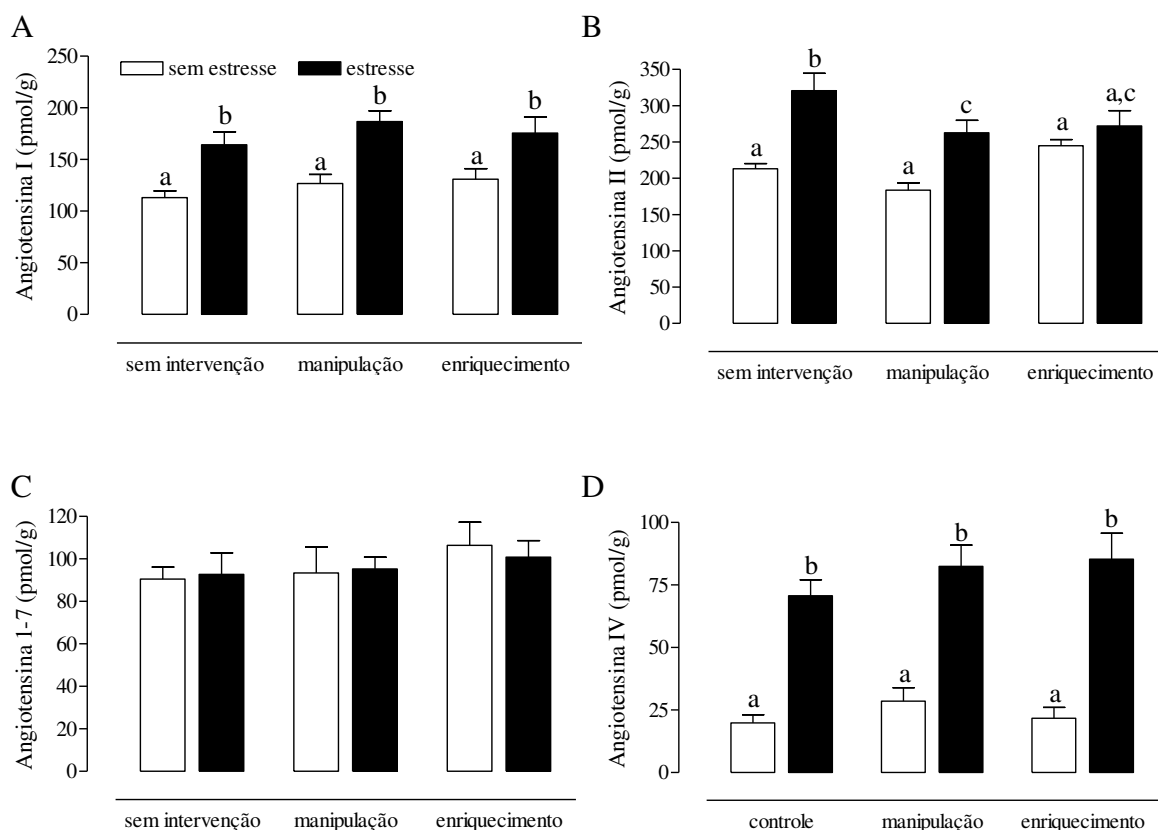 A
Angiotensina I (pmol/g)
250
200
150
100
50
0
sem estresse estresse
a b a b a b
sem intervenção manipulação enriquecimento
B
Angiotensina II (pmol/g)
350
300
250
200
150
100
50
0
a b a c a a,c
sem intervenção manipulação enriquecimento
C
Angiotensina 1-7 (pmol/g)
120
100
80
60
40
20
0
sem intervenção manipulação enriquecimento
D
Angiotensina IV (pmol/g)
100
75
50
25
0
a b a b a b
controle manipulação enriquecimento